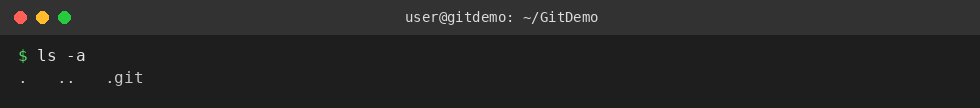 user@gitdemo: ~/GitDemo
$ ls -a
. .. .git